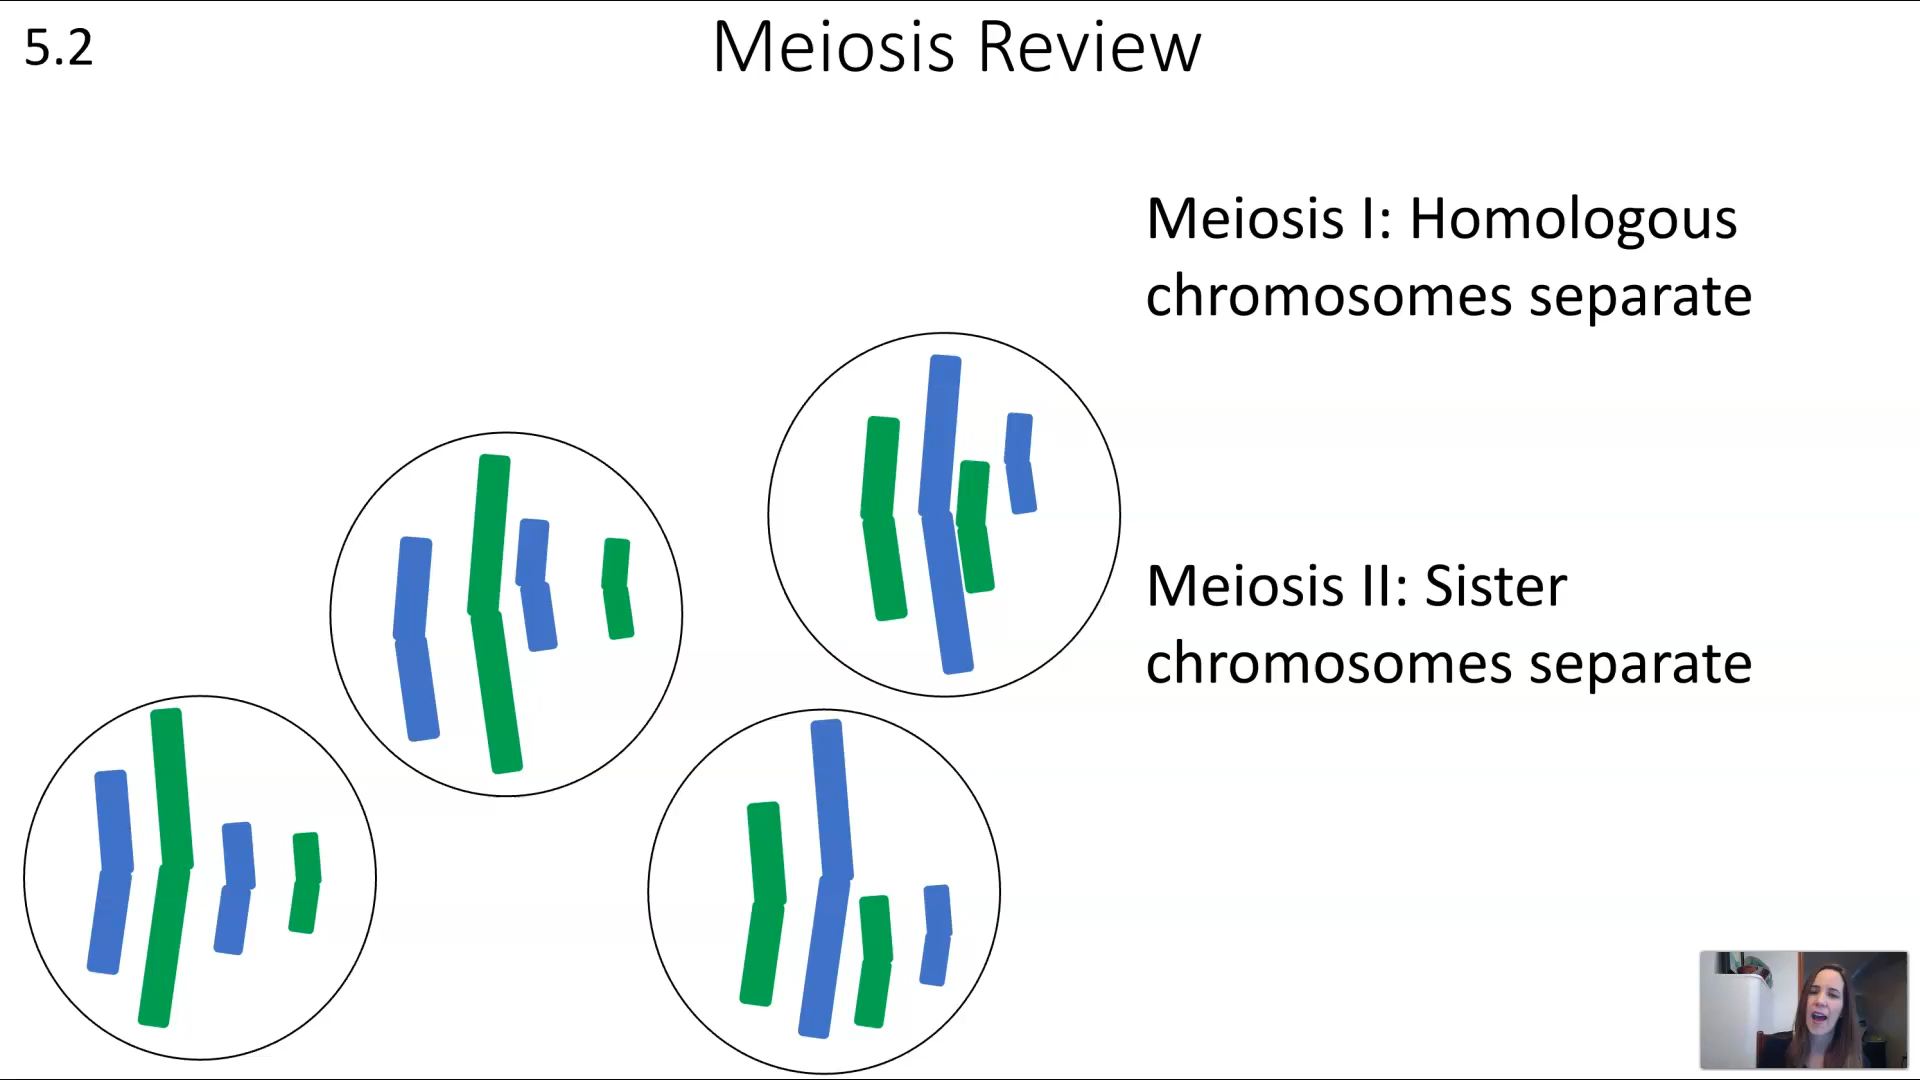 5.2
Meiosis Review
Meiosis I: Homologous
chromosomes separate
Meiosis II: Sister
chromosomes separate